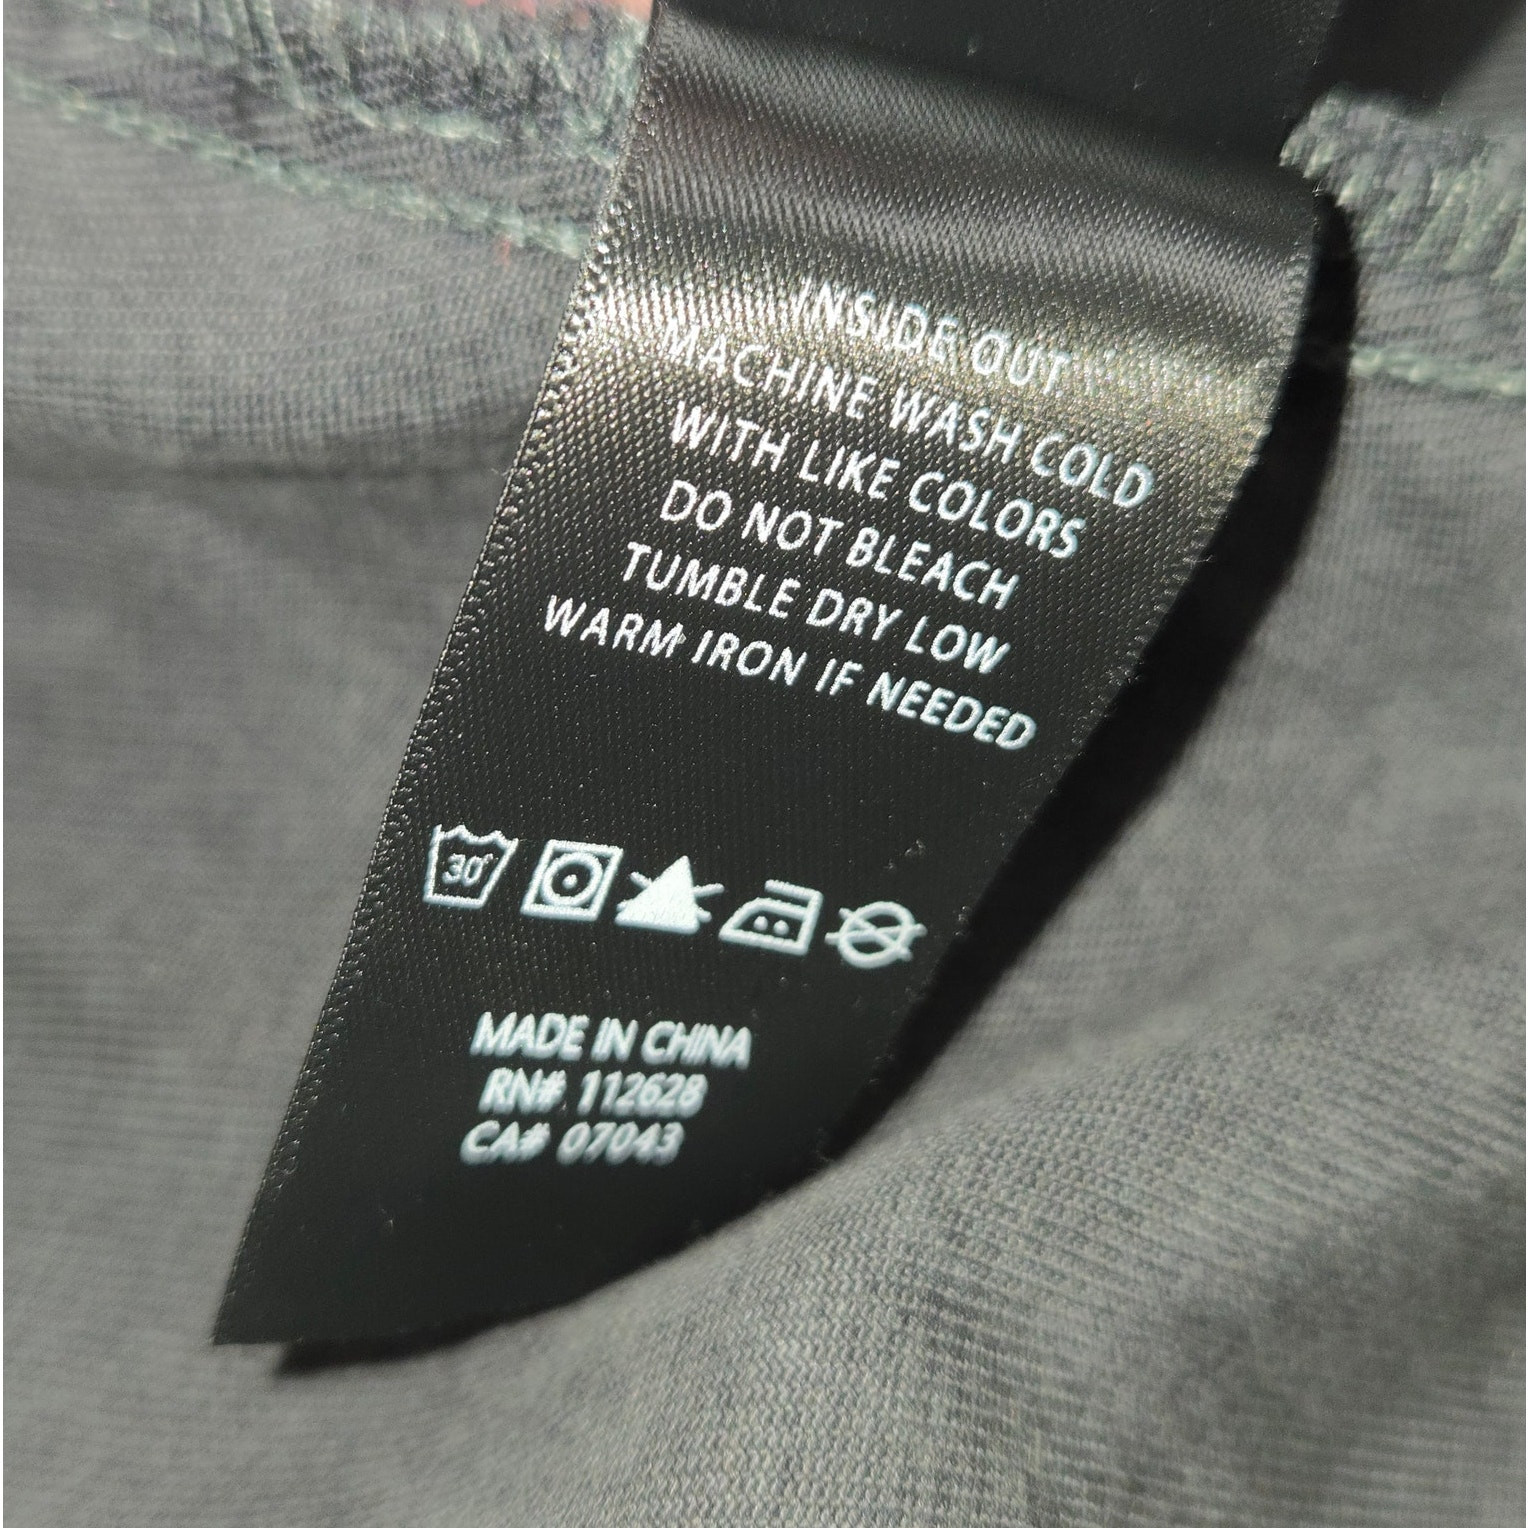 INSIDE OUT
MACHINE WASH COLD
WITH LIKE COLORS
DO NOT BLEACH
TUMBLE DRY LOW
WARM IRON IF NEEDED
30°
MADE IN CHINA
RN# 112628
CA# 07043